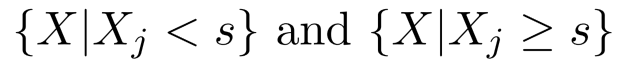 {X|X_j < s} and {X|X_j ≥ s}